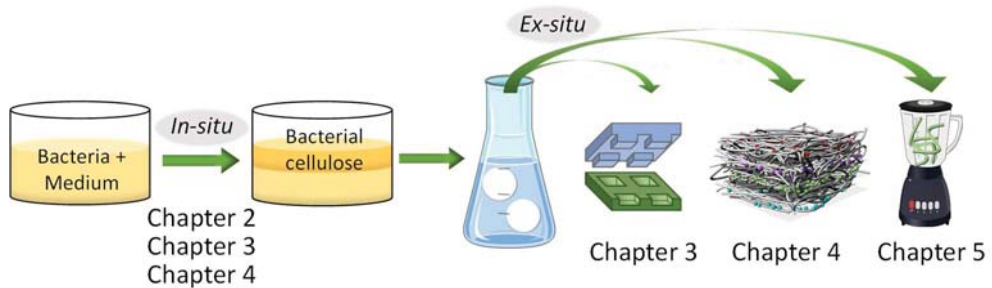 Ex-situ
In-situ
Bacteria +
Medium
Bacterial
cellulose
Chapter 2
Chapter 3
Chapter 4
Chapter 3
Chapter 4
Chapter 5